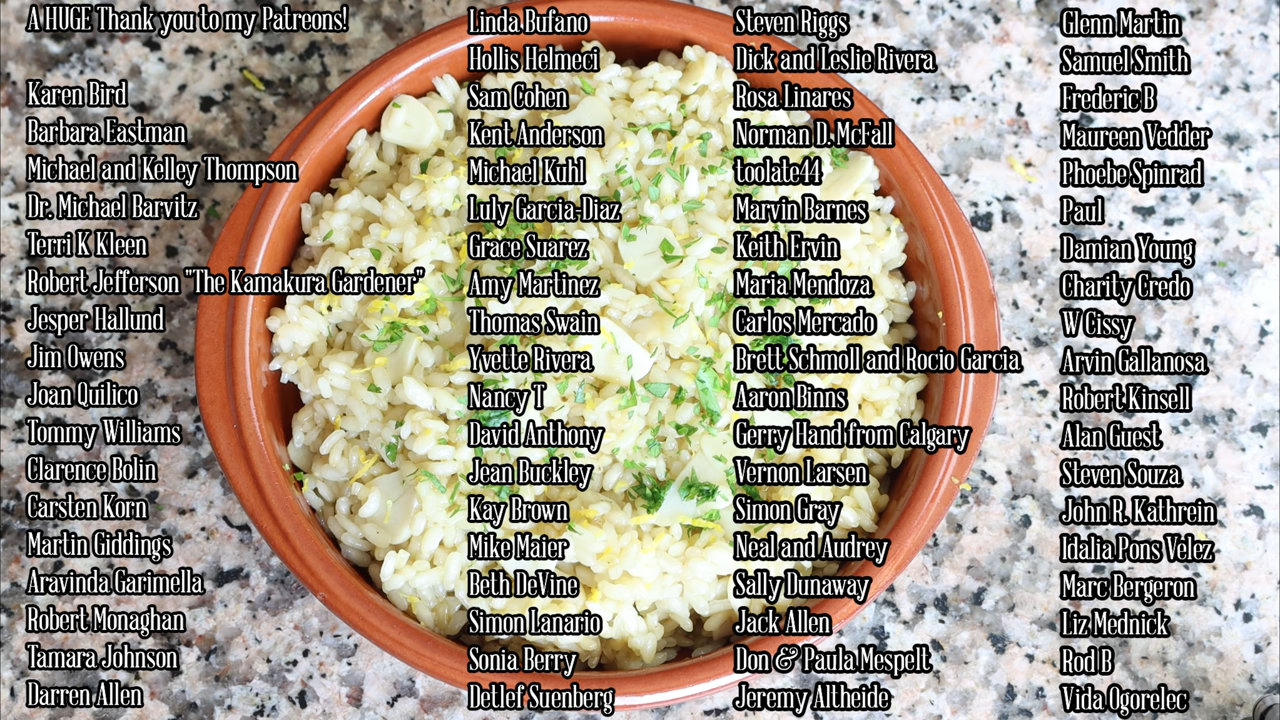 A HUGE Thank you to my Patreons!
Karen Bird
Barbara Eastman
Michael and Kelley Thompson
Dr. Michael Barvitz
Terri K Kleen
Robert Jefferson "The Kamakura Gardener"
Jesper Hallund
Jim Owens
Joan Quilico
Tommy Williams
Clarence Bolin
Carsten Korn
Martin Giddings
Aravinda Garimella
Robert Monaghan
Tamara Johnson
Darren Allen
Linda Bufano
Hollis Helmeci
Sam Cohen
Kent Anderson
Michael Kuhl
Luly Garcia-Diaz
Grace Suarez
Amy Martinez
Thomas Swain
Yvette Rivera
Nancy T
David Anthony
Jean Buckley
Kay Brown
Mike Maier
Beth DeVine
Simon Lanario
Sonia Berry
Detlef Suenberg
Steven Riggs
Dick and Leslie Rivera
Rosa Linares
Norman D. McFall
toolate44
Marvin Barnes
Keith Ervin
Maria Mendoza
Carlos Mercado
Brett Schmoll and Rocio Garcia
Aaron Binns
Gerry Hand from Calgary
Vernon Larsen
Simon Gray
Neal and Audrey
Sally Dunaway
Jack Allen
Don & Paula Mespelt
Jeremy Altheide
Glenn Martin
Samuel Smith
Frederic B
Maureen Vedder
Phoebe Spinrad
Paul
Damian Young
Charity Credo
W Cissy
Arvin Gallanosa
Robert Kinsell
Alan Guest
Steven Souza
John R. Kathrein
Idalia Pons Velez
Marc Bergeron
Liz Mednick
Rod B
Vida Ogorelec